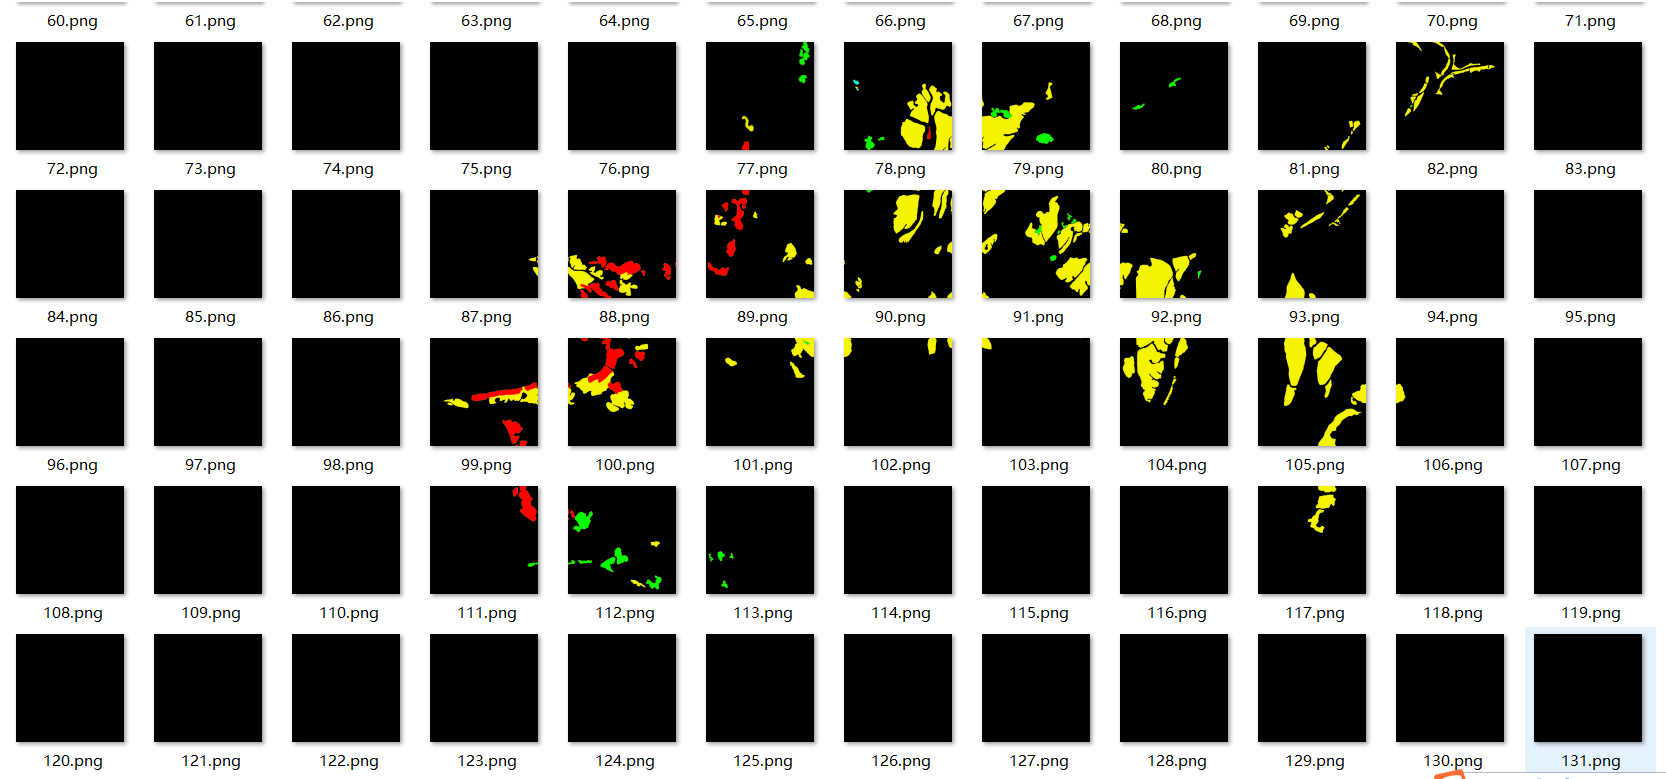 60.png 61.png 62.png 63.png 64.png 65.png 66.png 67.png 68.png 69.png 70.png 71.png
72.png 73.png 74.png 75.png 76.png 77.png 78.png 79.png 80.png 81.png 82.png 83.png
84.png 85.png 86.png 87.png 88.png 89.png 90.png 91.png 92.png 93.png 94.png 95.png
96.png 97.png 98.png 99.png 100.png 101.png 102.png 103.png 104.png 105.png 106.png 107.png
108.png 109.png 110.png 111.png 112.png 113.png 114.png 115.png 116.png 117.png 118.png 119.png
120.png 121.png 122.png 123.png 124.png 125.png 126.png 127.png 128.png 129.png 130.png 131.png